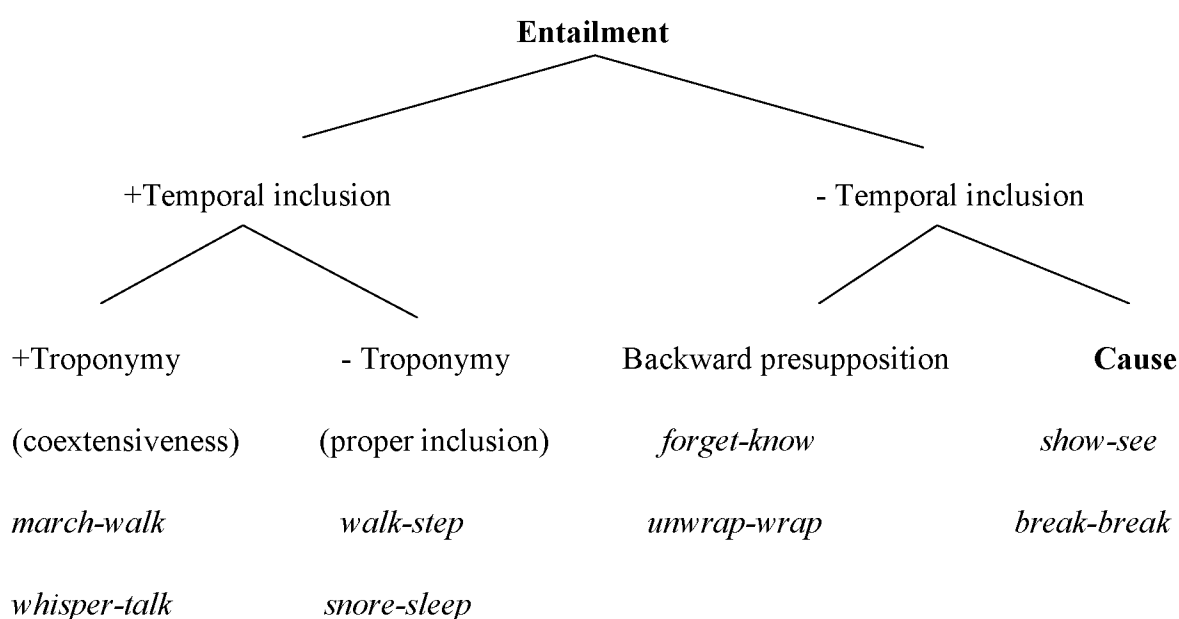 Entailment
+Temporal inclusion - Temporal inclusion
+Troponymy - Troponymy Backward presupposition Cause
(coextensiveness) (proper inclusion) forget-know show-see
march-walk walk-step unwrap-wrap break-break
whisper-talk snore-sleep